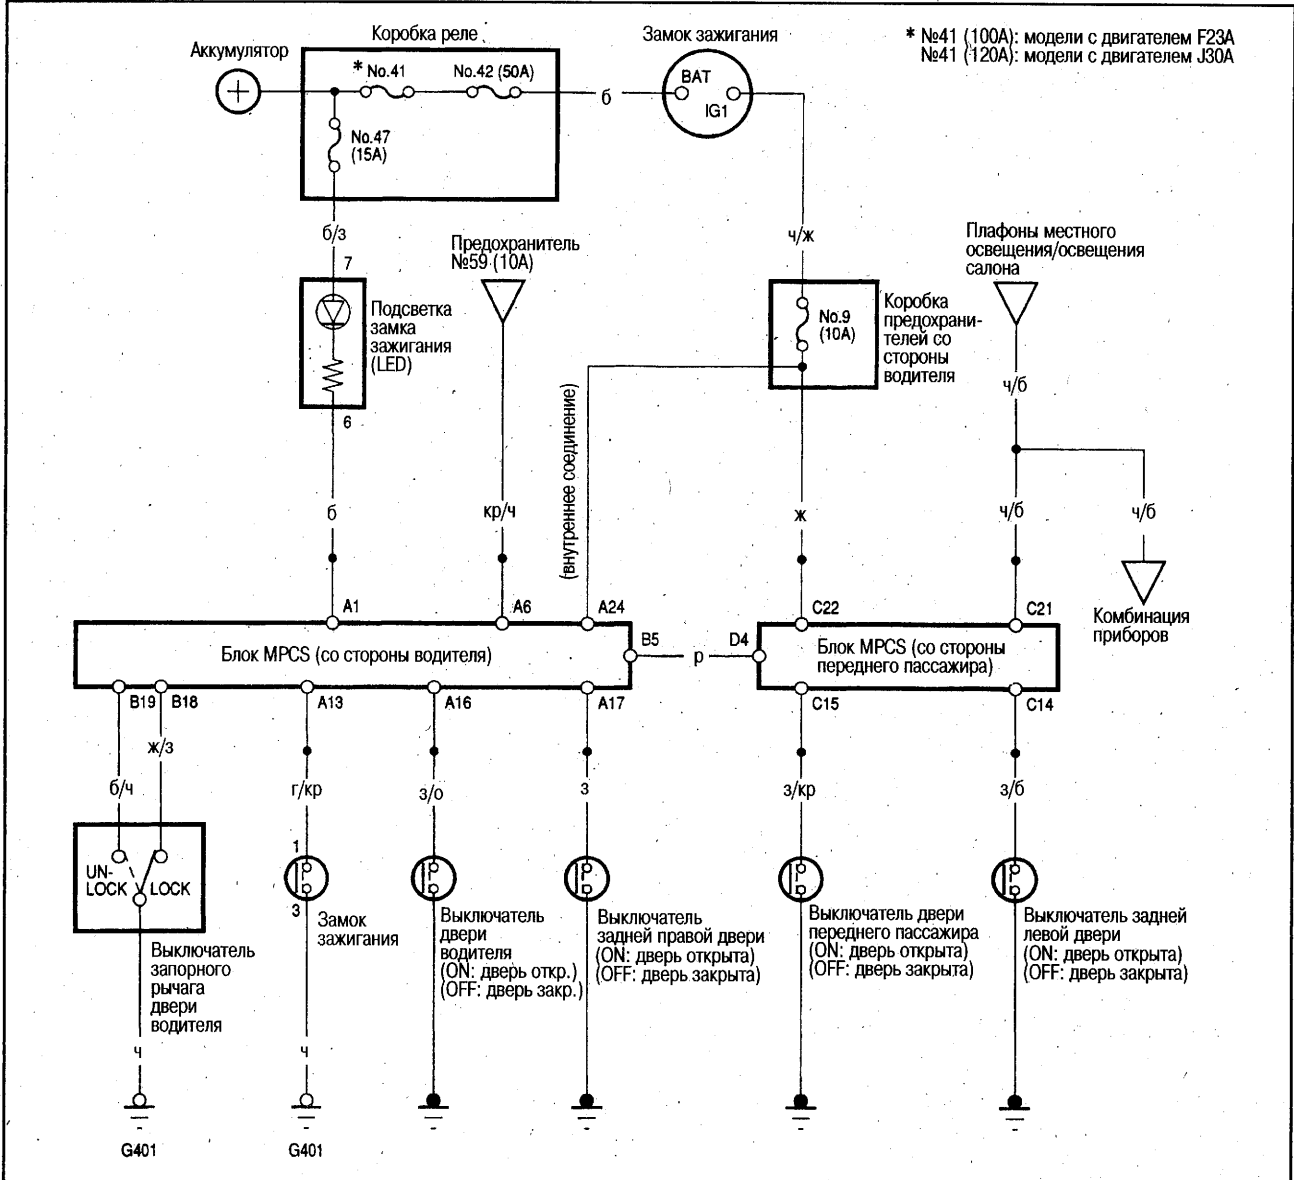 Аккумулятор
Коробка реле
Замок зажигания
* №41 (100А): модели с двигателем F23A
№41 (120А): модели с двигателем J30A
* No.41
No.42 (50A)
б
BAT
IG1
No.47
(15A)
б/з
ч/ж
7
Предохранитель
№59 (10А)
Плафоны местного
освещения/освещения
салона
Подсветка
замка
зажигания
(LED)
No.9
(10A)
Коробка
предохрани-
телей со
стороны
водителя
6
ч/б
(внутреннее соединение)
б
кр/ч
ж
ч/б
ч/б
A1
A6
A24
C22
C21
Комбинация
приборов
Блок MPCS (со стороны водителя)
B5
р
D4
Блок MPCS (со стороны
переднего пассажира)
B19
B18
A13
A16
A17
C15
C14
ж/з
б/ч
г/кр
з/о
з
з/кр
з/б
UN-
LOCK
LOCK
1
3
Замок
зажигания
Выключатель
двери
водителя
(ON: дверь откр.)
(OFF: дверь закр.)
Выключатель
задней правой двери
(ON: дверь открыта)
(OFF: дверь закрыта)
Выключатель двери
переднего пассажира
(ON: дверь открыта)
(OFF: дверь закрыта)
Выключатель задней
левой двери
(ON: дверь открыта)
(OFF: дверь закрыта)
Выключатель
запорного
рычага
двери
водителя
ч
ч
G401
G401